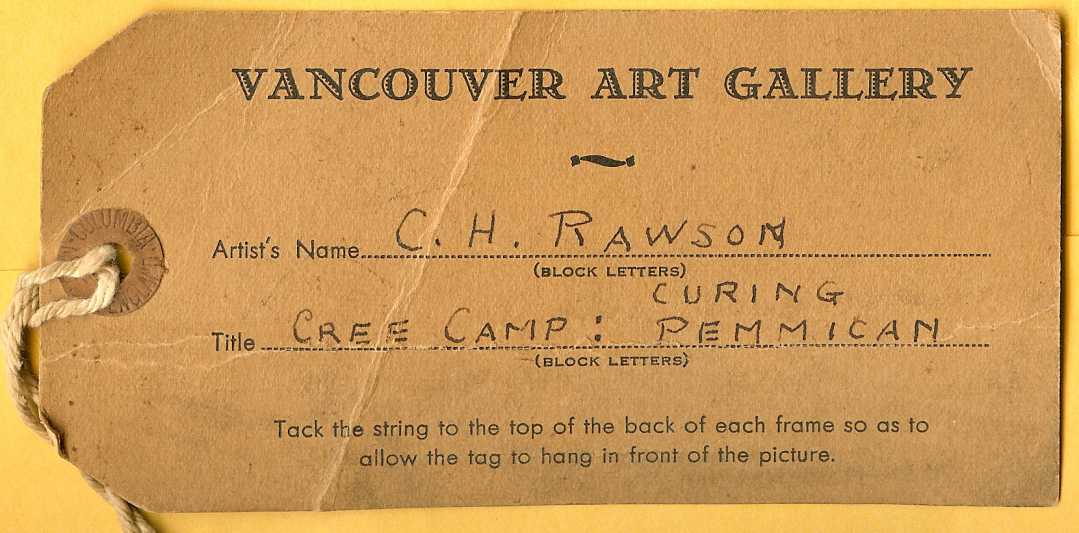 VANCOUVER ART GALLERY
Artist's Name C. H. RAWSON
(BLOCK LETTERS)
CURING
Title CREE CAMP: PEMMICAN
(BLOCK LETTERS)
Tack the string to the top of the back of each frame so as to
allow the tag to hang in front of the picture.